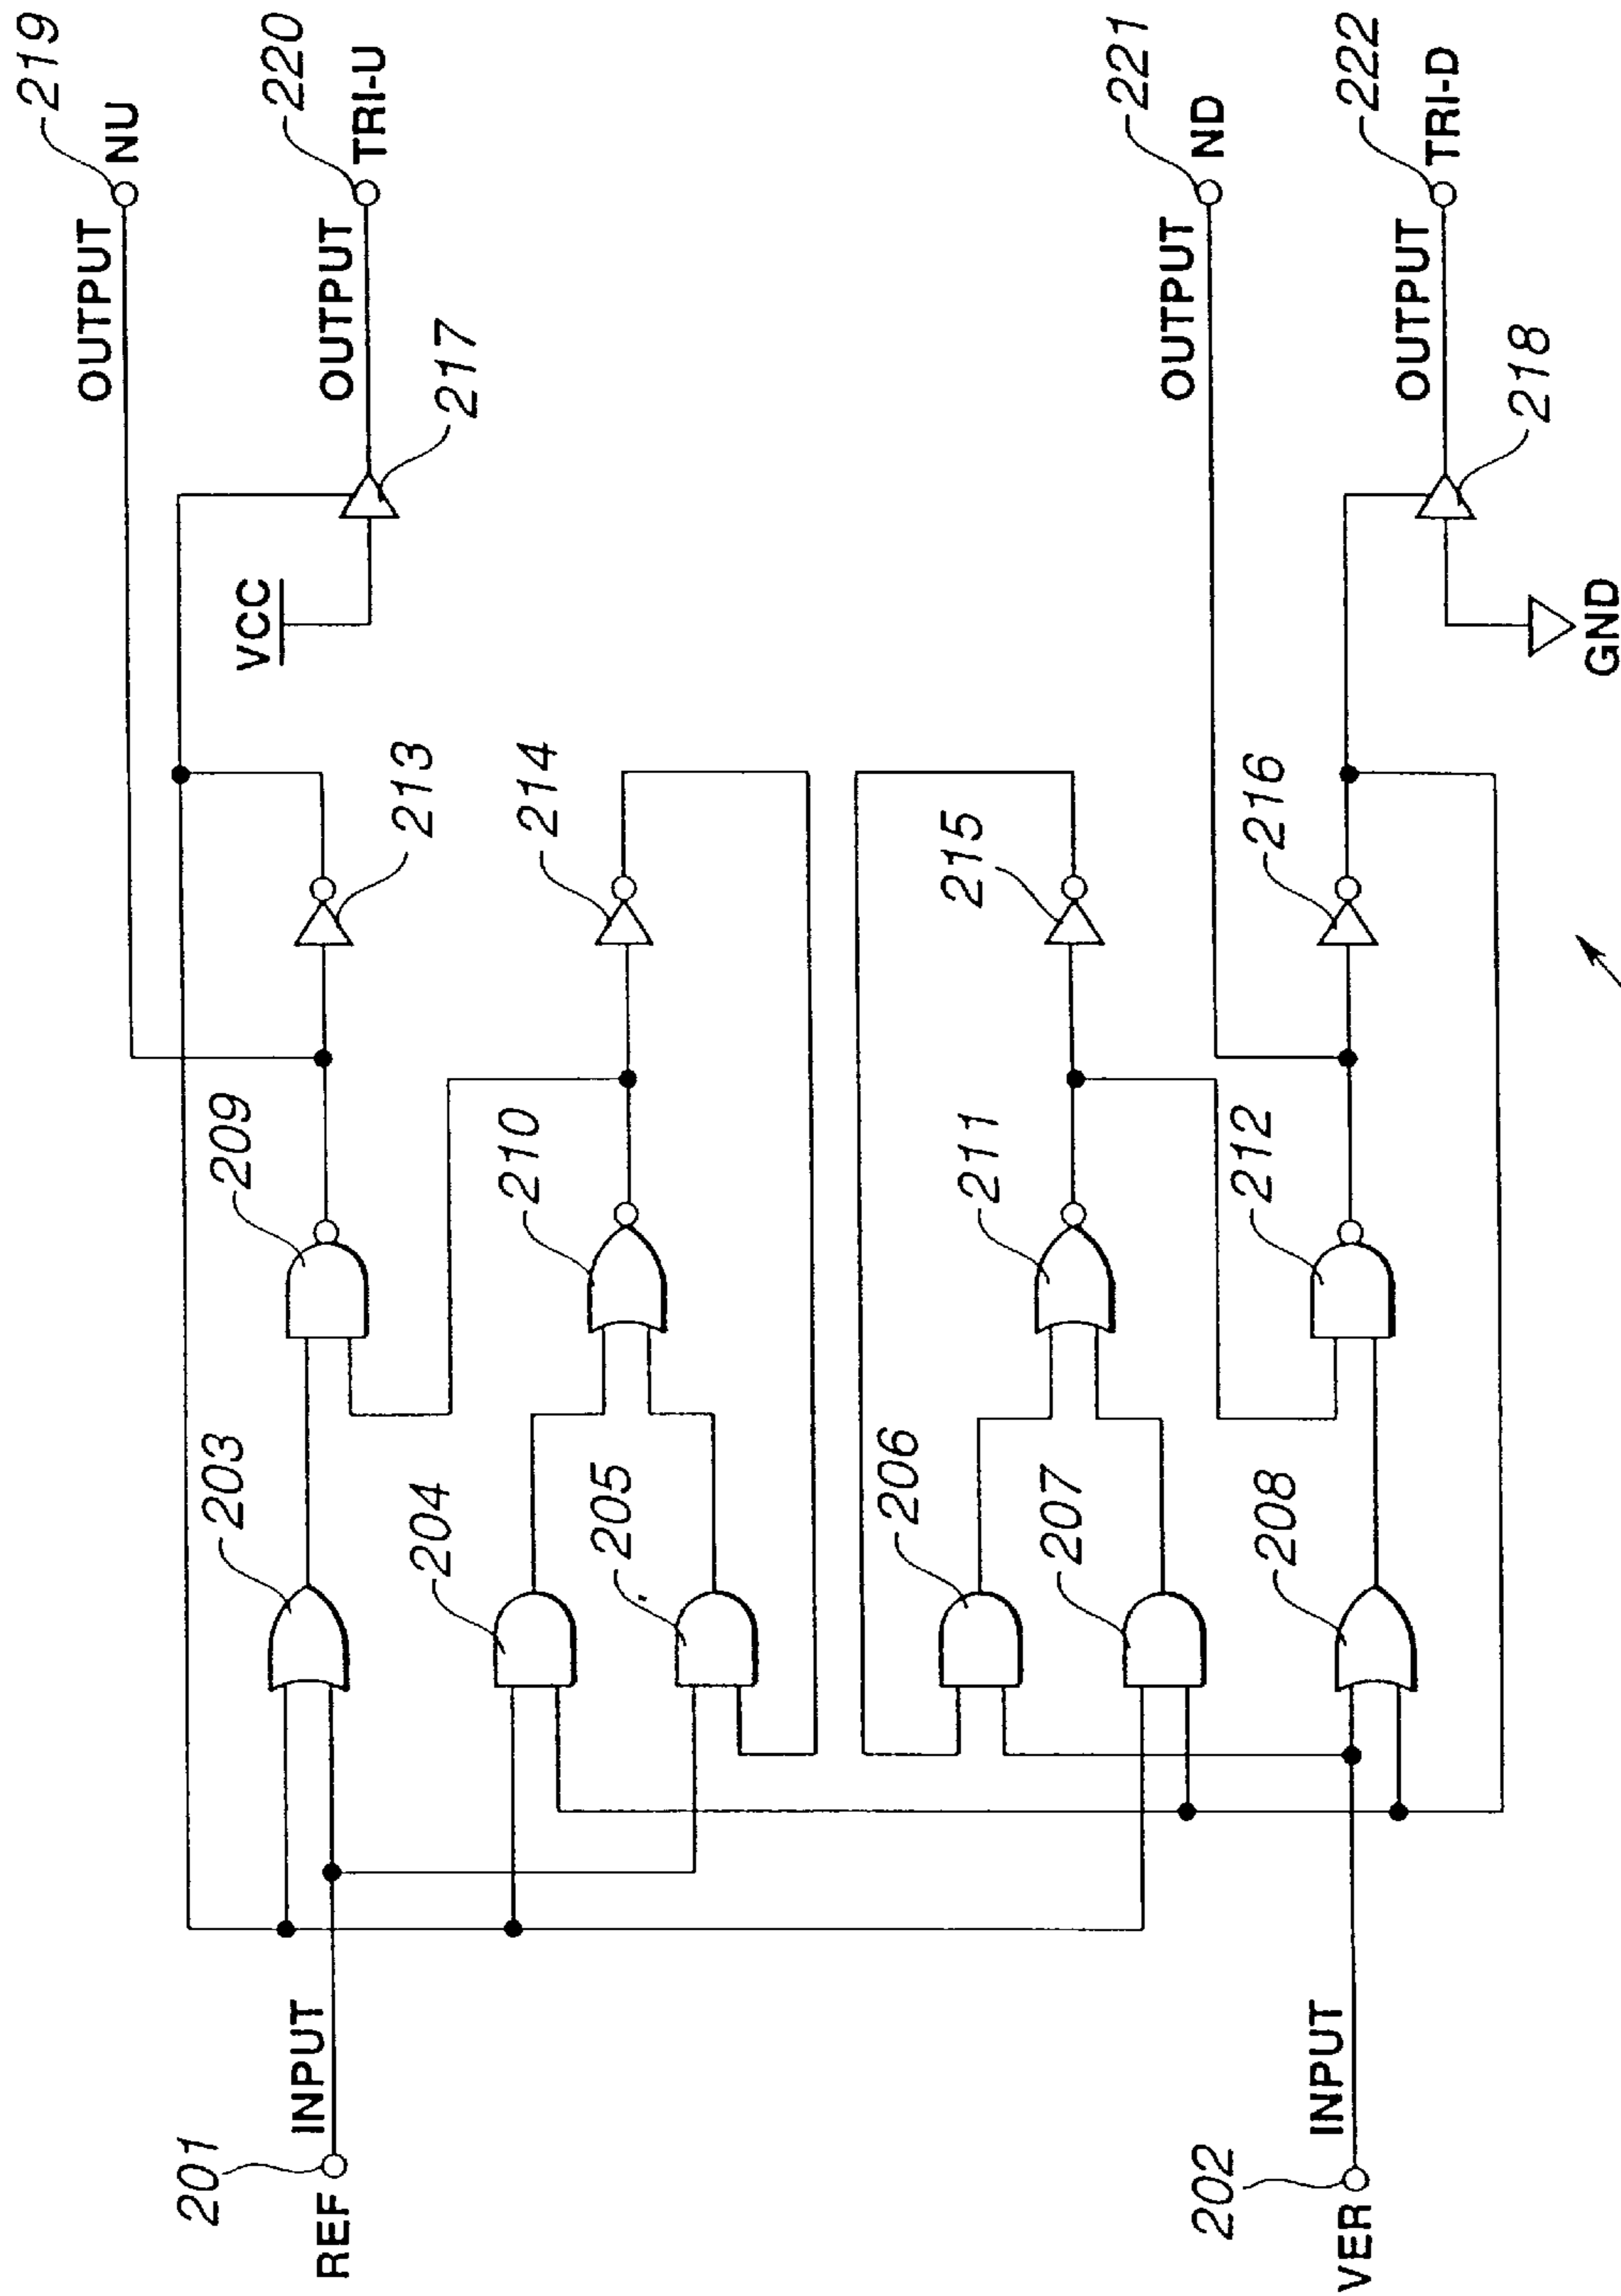 219
OUTPUT NU
220
OUTPUT TRI-U
217
VCC
213
209
203
214
210
204
205
REF INPUT
201
215
211
206
207
OUTPUT ND
221
216
212
208
OUTPUT TRI-D
222
218
GND
VER INPUT
202